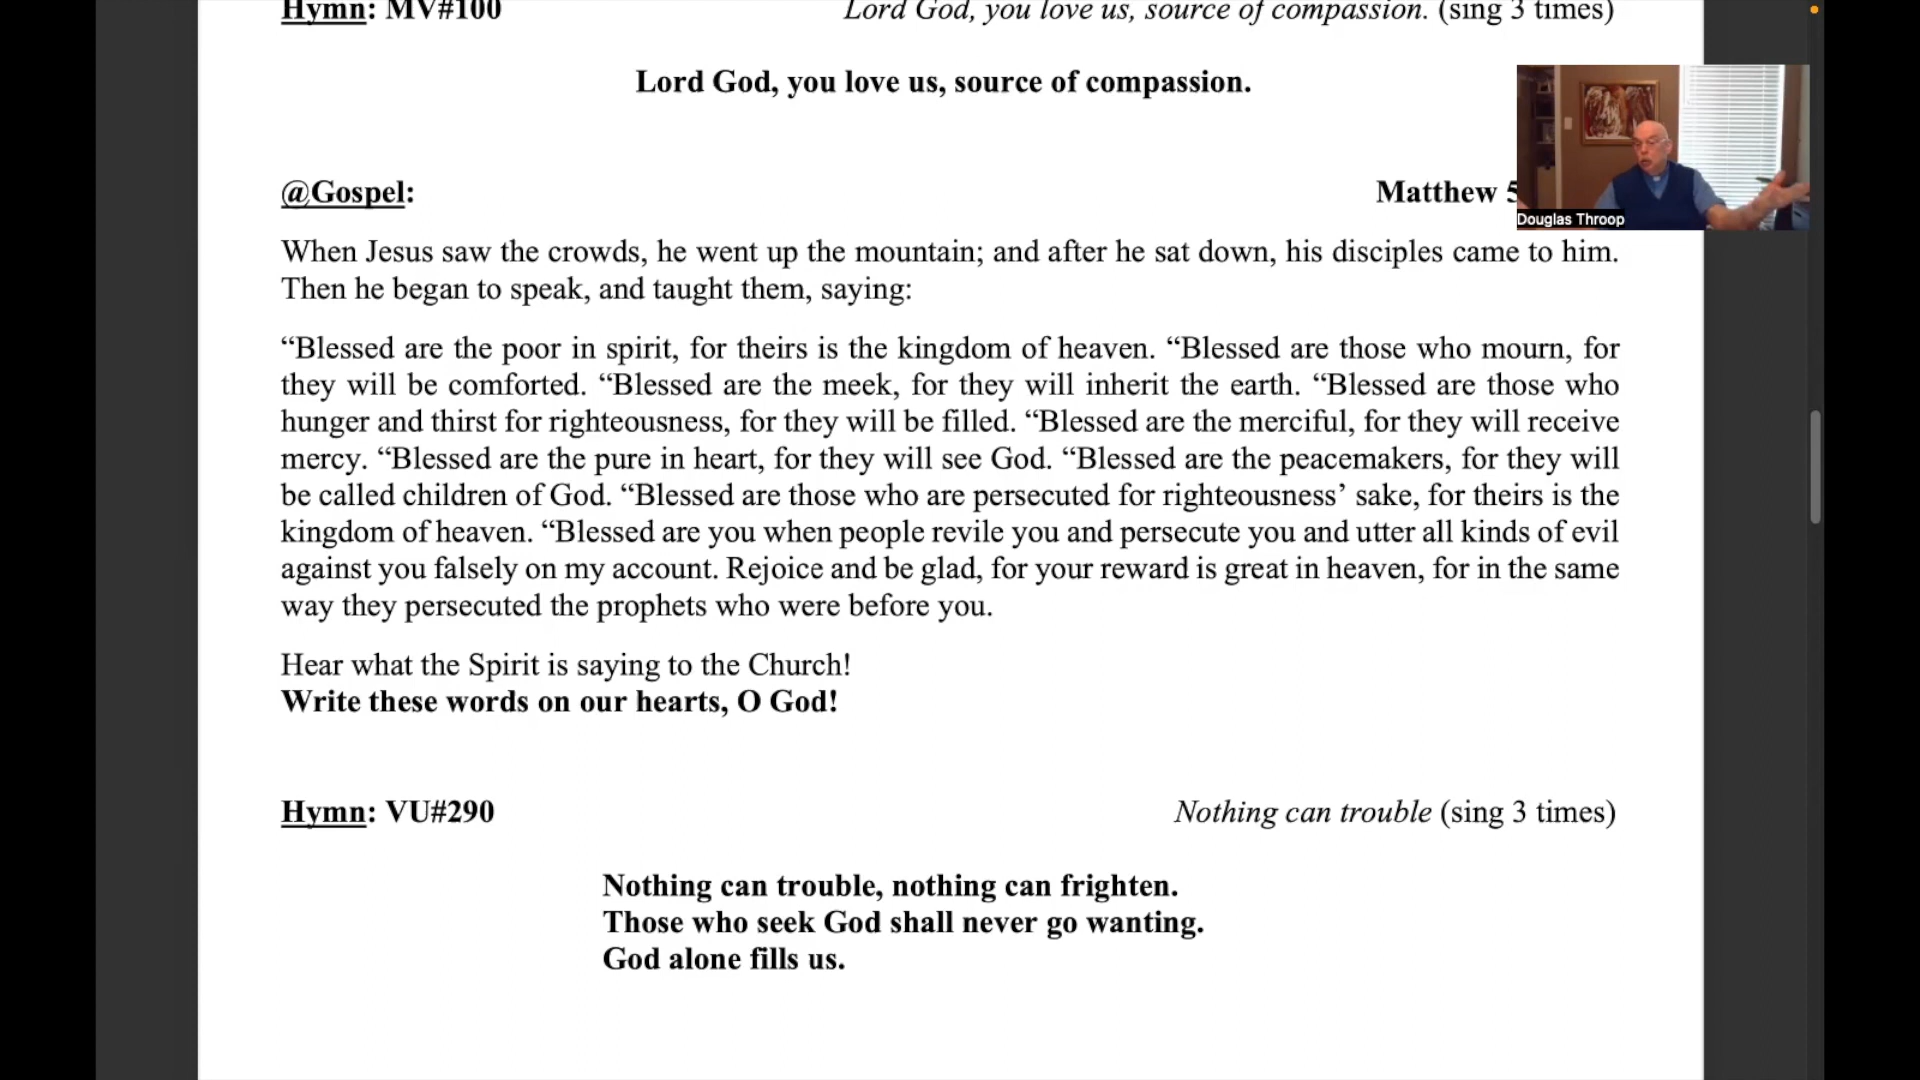 Hymn: MV#100 Lord God, you love us, source of compassion. (sing 3 times)
Lord God, you love us, source of compassion.
@Gospel: Matthew 5
Douglas Throop
When Jesus saw the crowds, he went up the mountain; and after he sat down, his disciples came to him.
Then he began to speak, and taught them, saying:
“Blessed are the poor in spirit, for theirs is the kingdom of heaven. “Blessed are those who mourn, for
they will be comforted. “Blessed are the meek, for they will inherit the earth. “Blessed are those who
hunger and thirst for righteousness, for they will be filled. “Blessed are the merciful, for they will receive
mercy. “Blessed are the pure in heart, for they will see God. “Blessed are the peacemakers, for they will
be called children of God. “Blessed are those who are persecuted for righteousness’ sake, for theirs is the
kingdom of heaven. “Blessed are you when people revile you and persecute you and utter all kinds of evil
against you falsely on my account. Rejoice and be glad, for your reward is great in heaven, for in the same
way they persecuted the prophets who were before you.
Hear what the Spirit is saying to the Church!
Write these words on our hearts, O God!
Hymn: VU#290 Nothing can trouble (sing 3 times)
Nothing can trouble, nothing can frighten.
Those who seek God shall never go wanting.
God alone fills us.